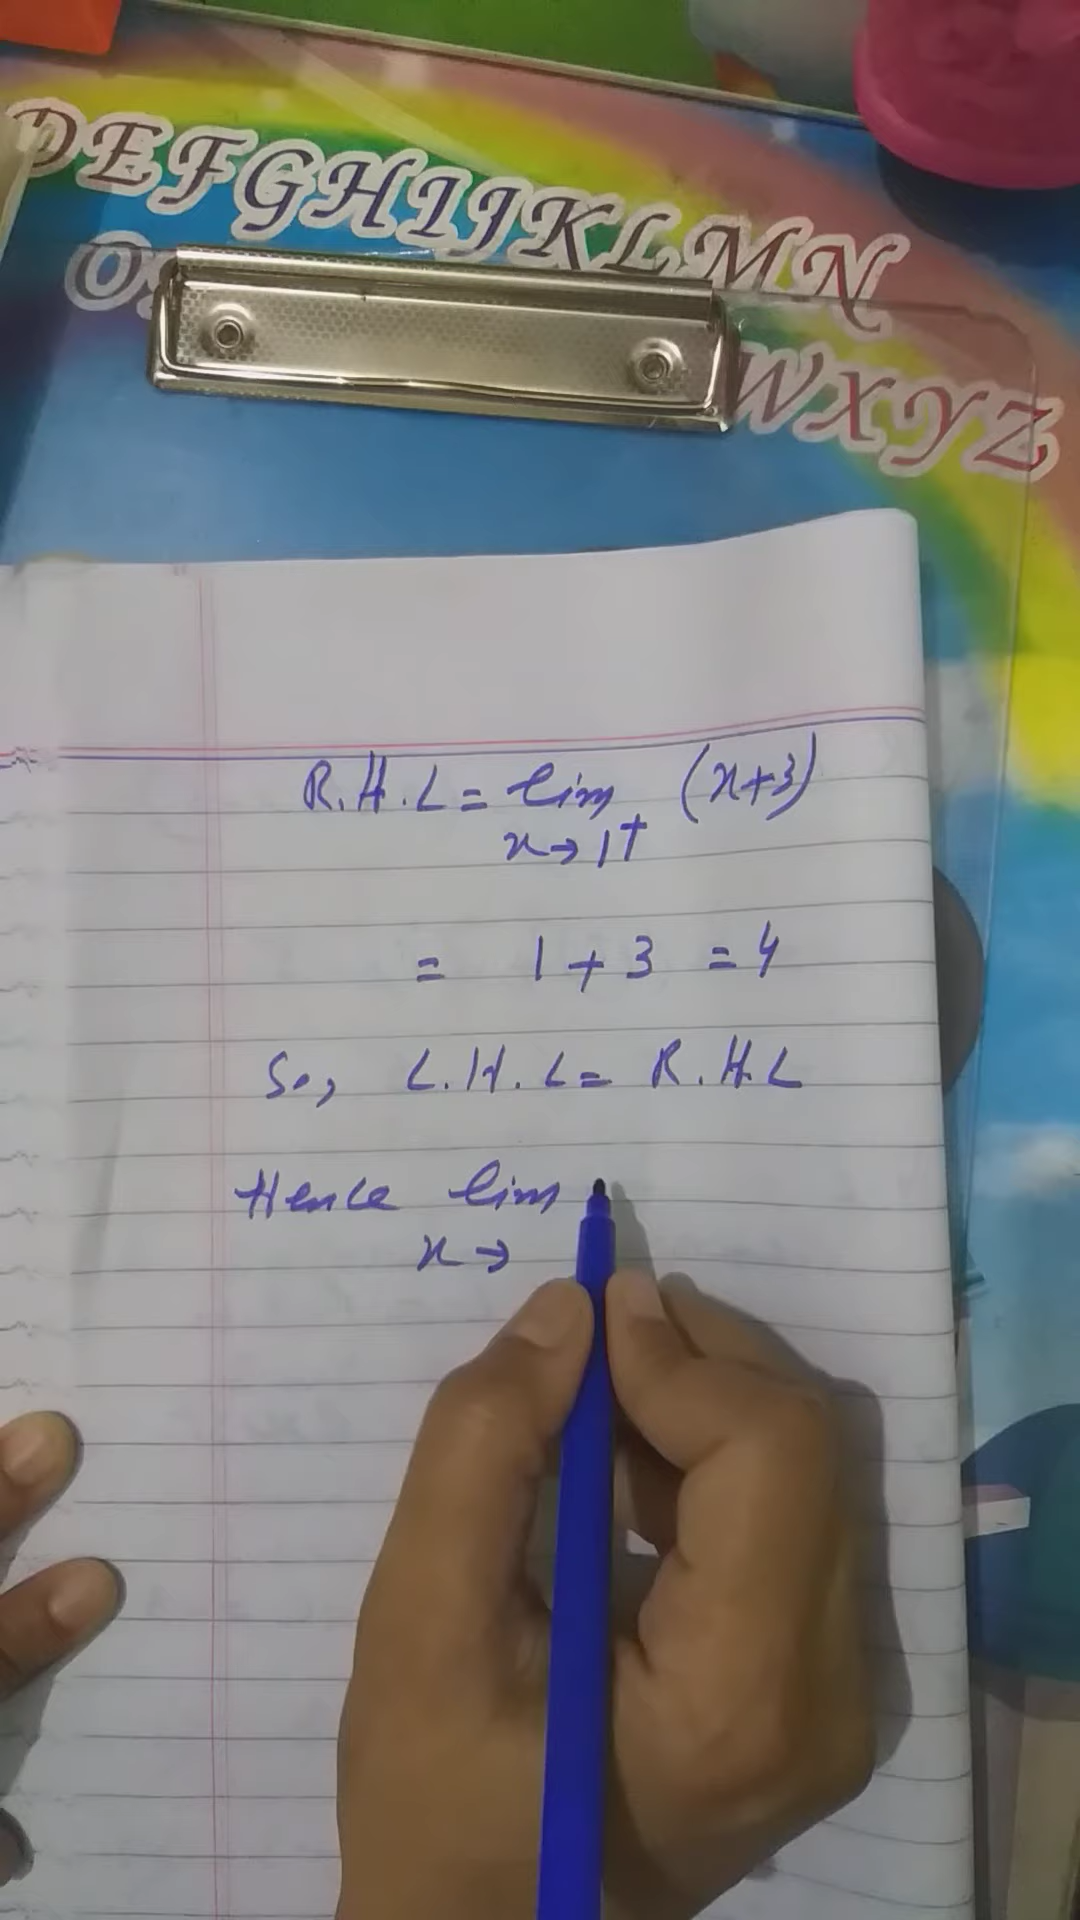 DEFGHIJKLMN
O
WXYZ
R.H.L = lim (x+3)
x→1+
= 1+3 =4
So, L.H.L= R.H.L
Hence lim
x→